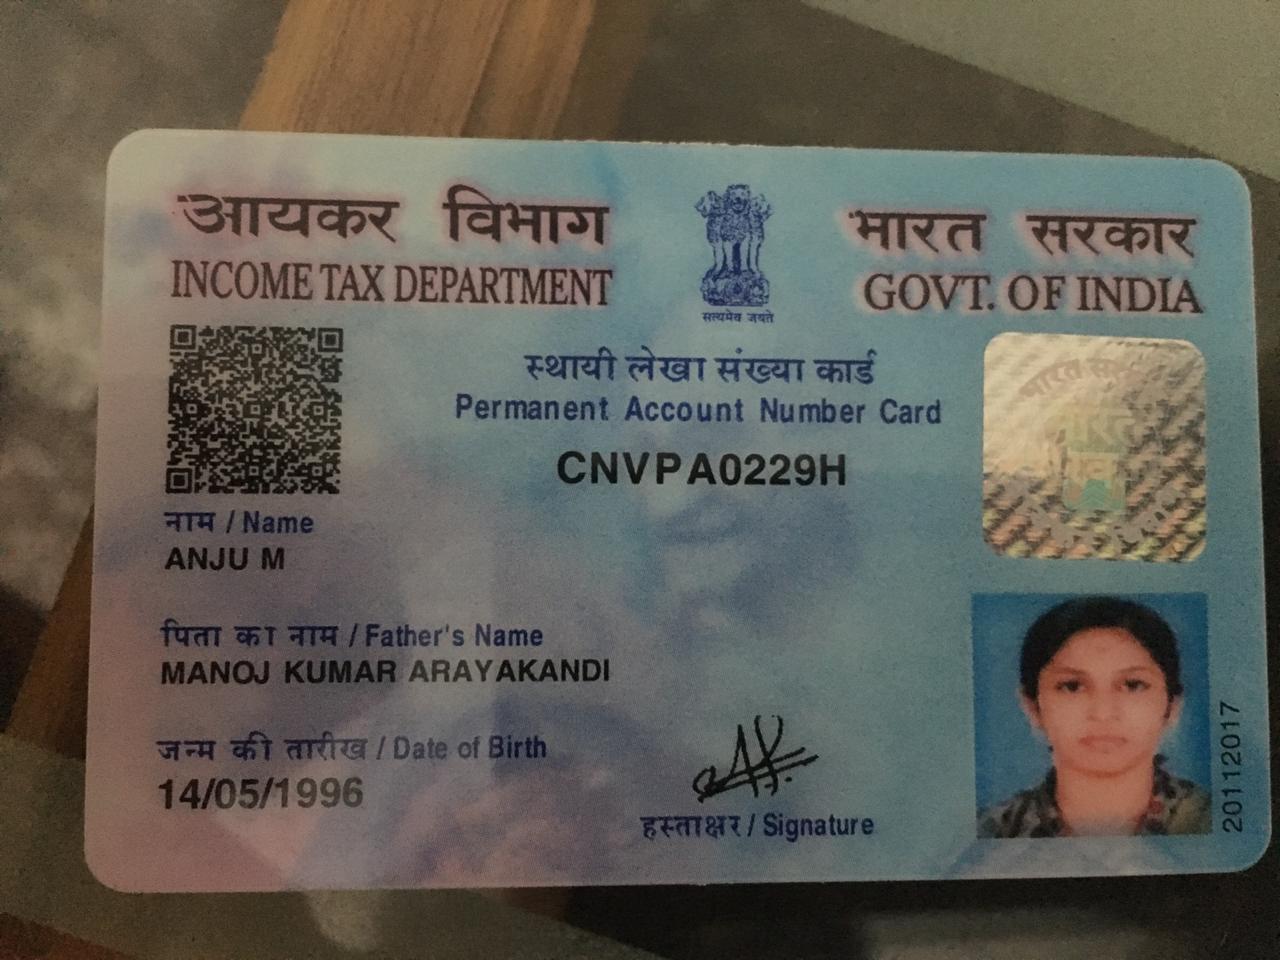 आयकर विभाग
INCOME TAX DEPARTMENT
भारत सरकार
GOVT. OF INDIA
सत्यमेव जयते
स्थायी लेखा संख्या कार्ड
Permanent Account Number Card
CNVPA0229H
नाम / Name
ANJU M
पिता का नाम / Father's Name
MANOJ KUMAR ARAYAKANDI
जन्म की तारीख / Date of Birth
14/05/1996
हस्ताक्षर / Signature
20112017